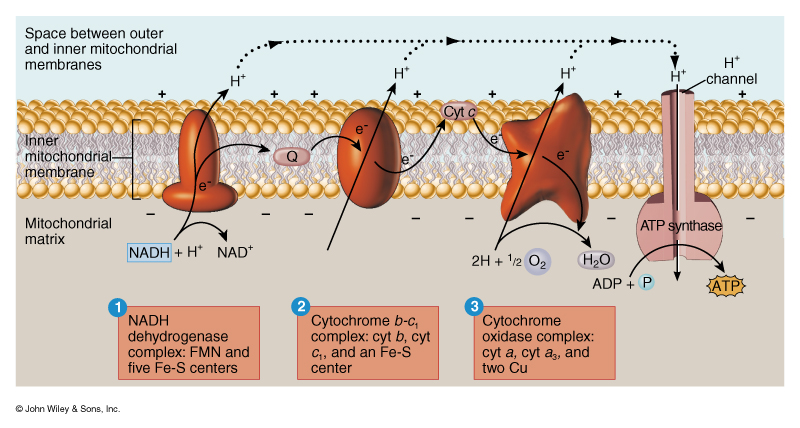 Space between outer
and inner mitochondrial
membranes
H⁺
H⁺
H⁺
H⁺
H⁺
channel
+ + + + + +
Cyt c
Inner
mitochondrial
membrane
e⁻
Q
e⁻
e⁻
e⁻
e⁻
− − − − − − −
Mitochondrial
matrix
ATP synthase
NADH + H⁺ NAD⁺
2H + 1/2 O₂ H₂O
ADP + P ATP
1
NADH
dehydrogenase
complex: FMN and
five Fe-S centers
2
Cytochrome b-c₁
complex: cyt b, cyt
c₁, and an Fe-S
center
3
Cytochrome
oxidase complex:
cyt a, cyt a₃, and
two Cu
© John Wiley & Sons, Inc.